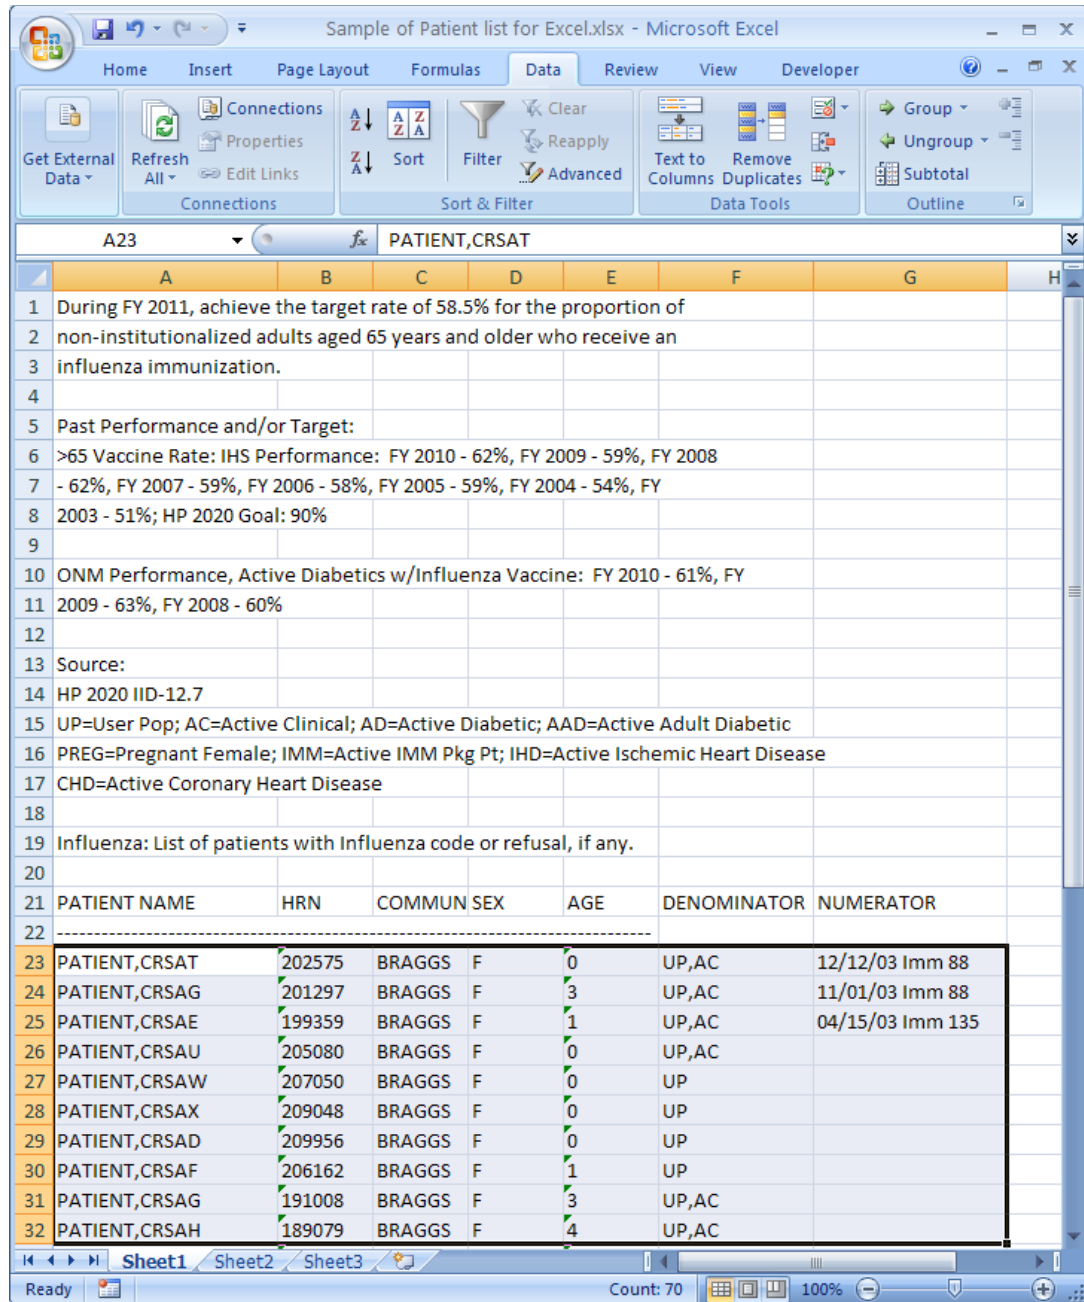 Sample of Patient list for Excel.xlsx - Microsoft Excel
Home Insert Page Layout Formulas Data Review View Developer
Get External Data
Refresh All
Connections
Properties
Edit Links
Connections
Sort
Filter
Clear
Reapply
Advanced
Sort & Filter
Text to Columns
Remove Duplicates
Data Tools
Group
Ungroup
Subtotal
Outline
A23 fx PATIENT,CRSAT
A B C D E F G H
1 During FY 2011, achieve the target rate of 58.5% for the proportion of
2 non-institutionalized adults aged 65 years and older who receive an
3 influenza immunization.
4
5 Past Performance and/or Target:
6 >65 Vaccine Rate: IHS Performance: FY 2010 - 62%, FY 2009 - 59%, FY 2008
7 - 62%, FY 2007 - 59%, FY 2006 - 58%, FY 2005 - 59%, FY 2004 - 54%, FY
8 2003 - 51%; HP 2020 Goal: 90%
9
10 ONM Performance, Active Diabetics w/Influenza Vaccine: FY 2010 - 61%, FY
11 2009 - 63%, FY 2008 - 60%
12
13 Source:
14 HP 2020 IID-12.7
15 UP=User Pop; AC=Active Clinical; AD=Active Diabetic; AAD=Active Adult Diabetic
16 PREG=Pregnant Female; IMM=Active IMM Pkg Pt; IHD=Active Ischemic Heart Disease
17 CHD=Active Coronary Heart Disease
18
19 Influenza: List of patients with Influenza code or refusal, if any.
20
21 PATIENT NAME HRN COMMUN SEX AGE DENOMINATOR NUMERATOR
22 --------------------------------------------------------------------------------
23 PATIENT,CRSAT 202575 BRAGGS F 0 UP,AC 12/12/03 Imm 88
24 PATIENT,CRSAG 201297 BRAGGS F 3 UP,AC 11/01/03 Imm 88
25 PATIENT,CRSAE 199359 BRAGGS F 1 UP,AC 04/15/03 Imm 135
26 PATIENT,CRSAU 205080 BRAGGS F 0 UP,AC
27 PATIENT,CRSAW 207050 BRAGGS F 0 UP
28 PATIENT,CRSAX 209048 BRAGGS F 0 UP
29 PATIENT,CRSAD 209956 BRAGGS F 0 UP
30 PATIENT,CRSAF 206162 BRAGGS F 1 UP
31 PATIENT,CRSAG 191008 BRAGGS F 3 UP,AC
32 PATIENT,CRSAH 189079 BRAGGS F 4 UP,AC
Sheet1 Sheet2 Sheet3
Ready Count: 70 100%